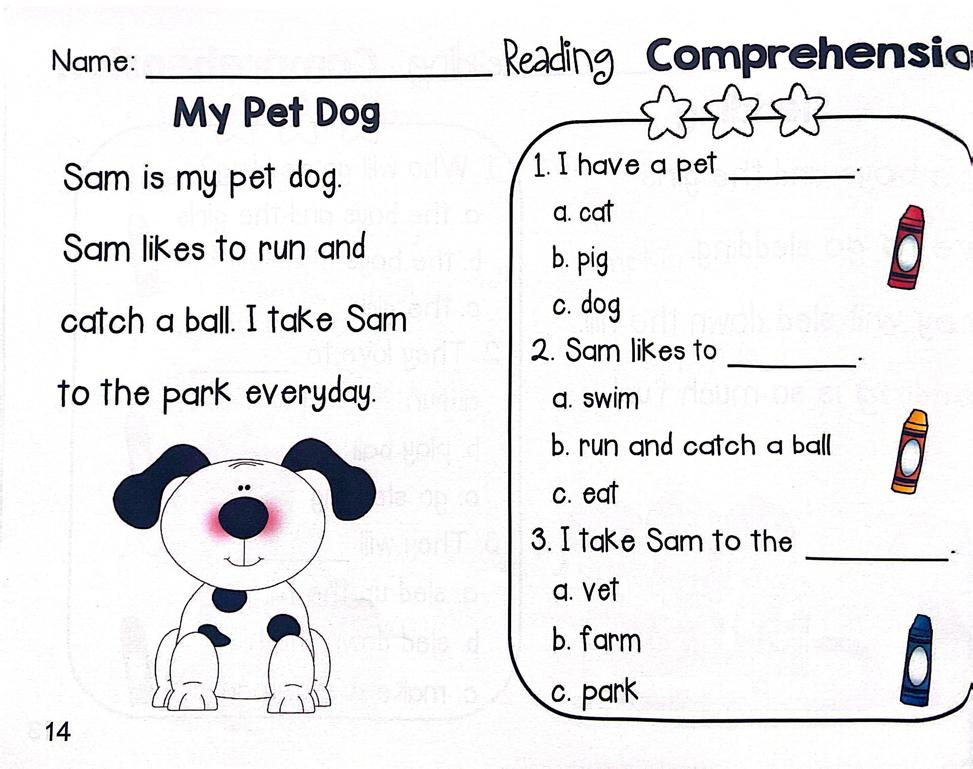 Name: ____________ Reading Comprehensio
My Pet Dog
Sam is my pet dog.
Sam likes to run and
catch a ball. I take Sam
to the park everyday.
1. I have a pet ______
a. cat
b. pig
c. dog
2. Sam likes to ________.
a. swim
b. run and catch a ball
c. eat
3. I take Sam to the ________.
a. vet
b. farm
c. park
14